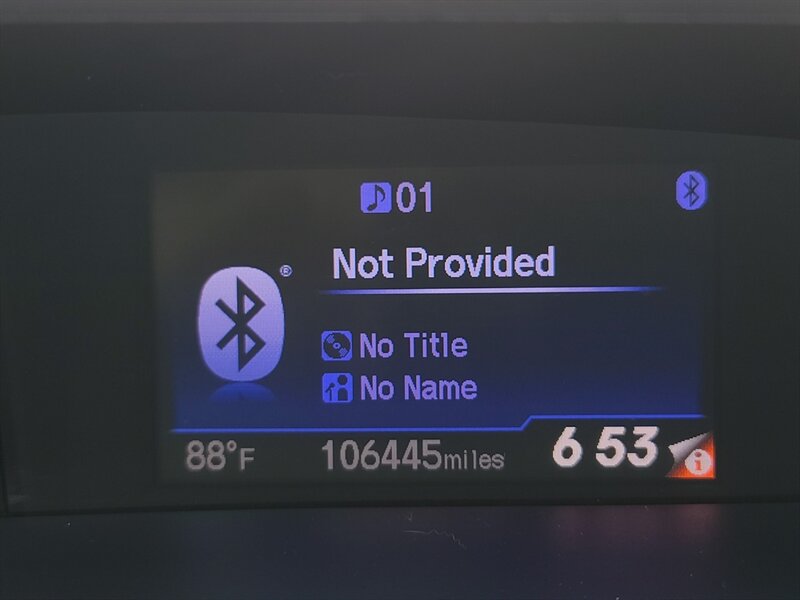 01
Not Provided
No Title
No Name
88°F 106445miles 6 53